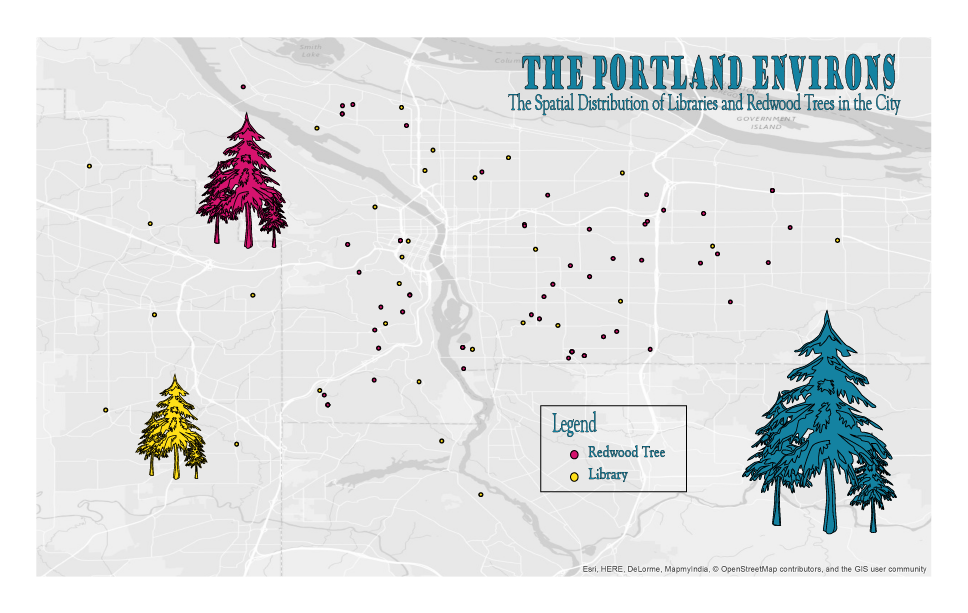 Smith
Lake
THE PORTLAND ENVIRONS
The Spatial Distribution of Libraries and Redwood Trees in the City
GOVERNMENT
ISLAND
Legend
Redwood Tree
Library
Esri, HERE, DeLorme, MapmyIndia, © OpenStreetMap contributors, and the GIS user community